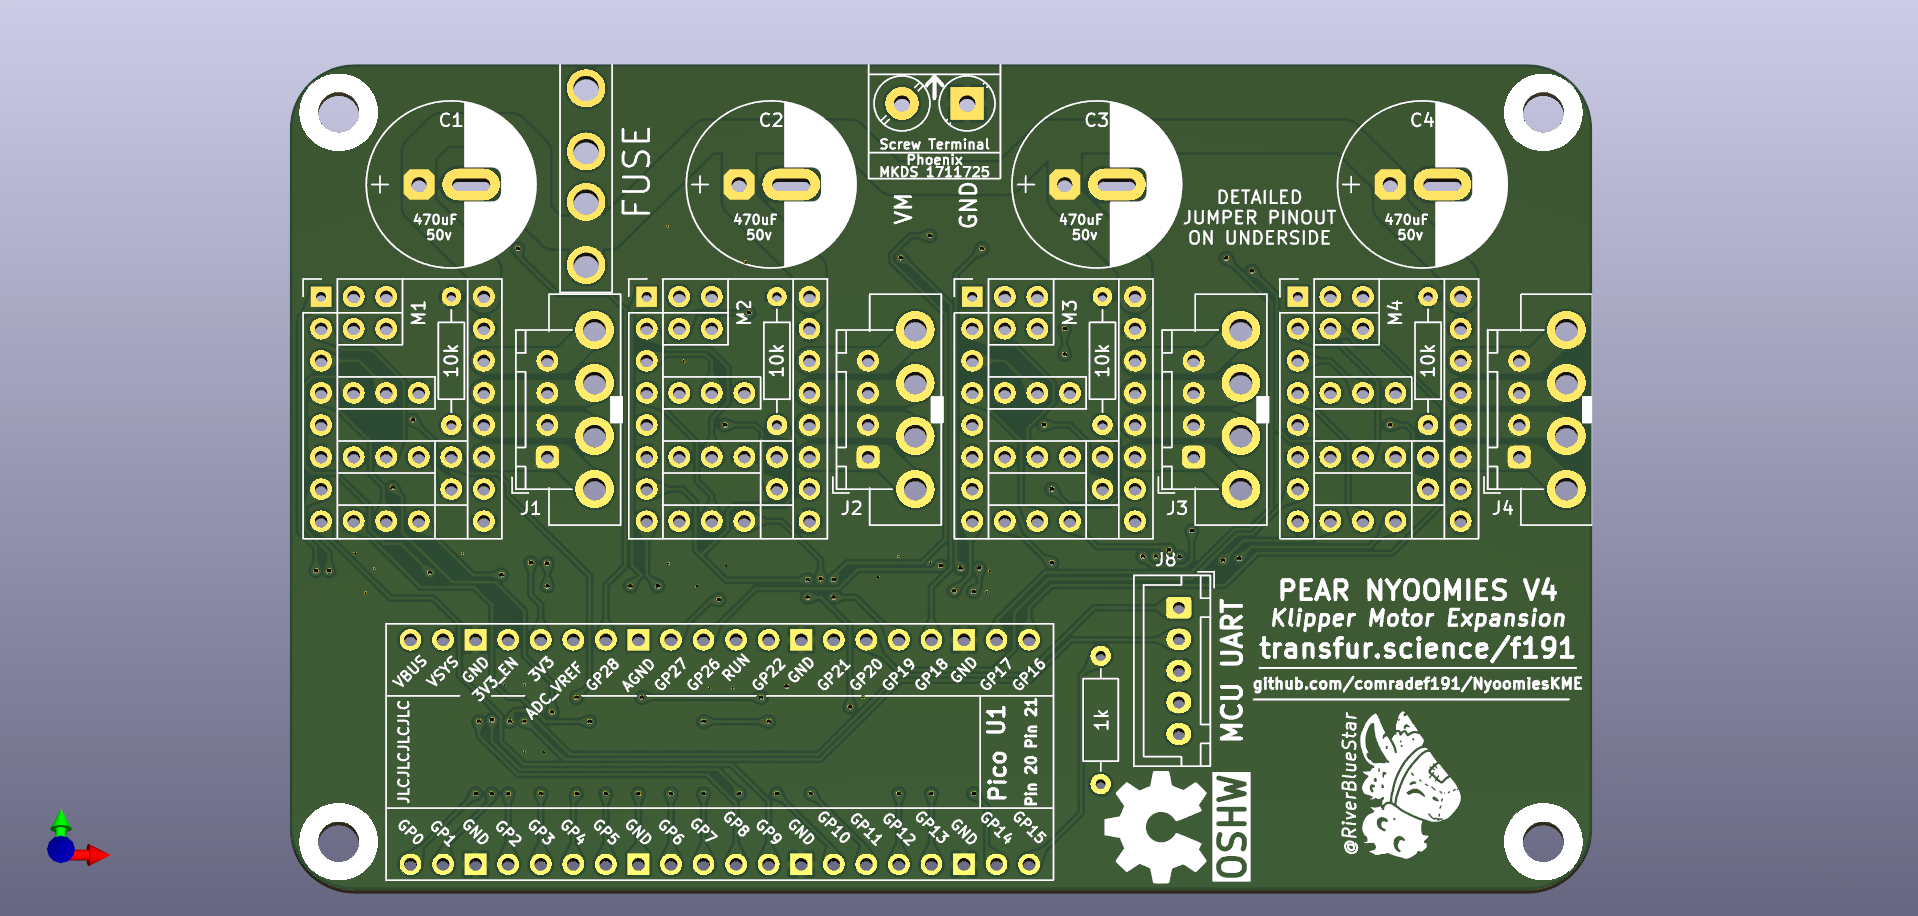 C1
C2
C3
C4
+
470uF
50v
+
470uF
50v
+
470uF
50v
+
470uF
50v
FUSE
Screw Terminal
Phoenix
MKDS 1711725
VM
GND
DETAILED
JUMPER PINOUT
ON UNDERSIDE
M1
10k
J1
M2
10k
J2
M3
10k
J3
M4
10k
J4
J8
MCU UART
1k
PEAR NYOOMIES V4
Klipper Motor Expansion
transfur.science/f191
github.com/comradef191/NyoomiesKME
VBUS VSYS GND 3V3_EN 3V3 ADC_VREF GP28 AGND GP27 GP26 RUN GP22 GND GP21 GP20 GP19 GP18 GND GP17 GP16
JLCJLCJLCJLC
Pico U1
Pin 20 Pin 21
GP0 GP1 GND GP2 GP3 GP4 GP5 GND GP6 GP7 GP8 GP9 GND GP10 GP11 GP12 GP13 GND GP14 GP15
OSHW
@RiverBlueStar